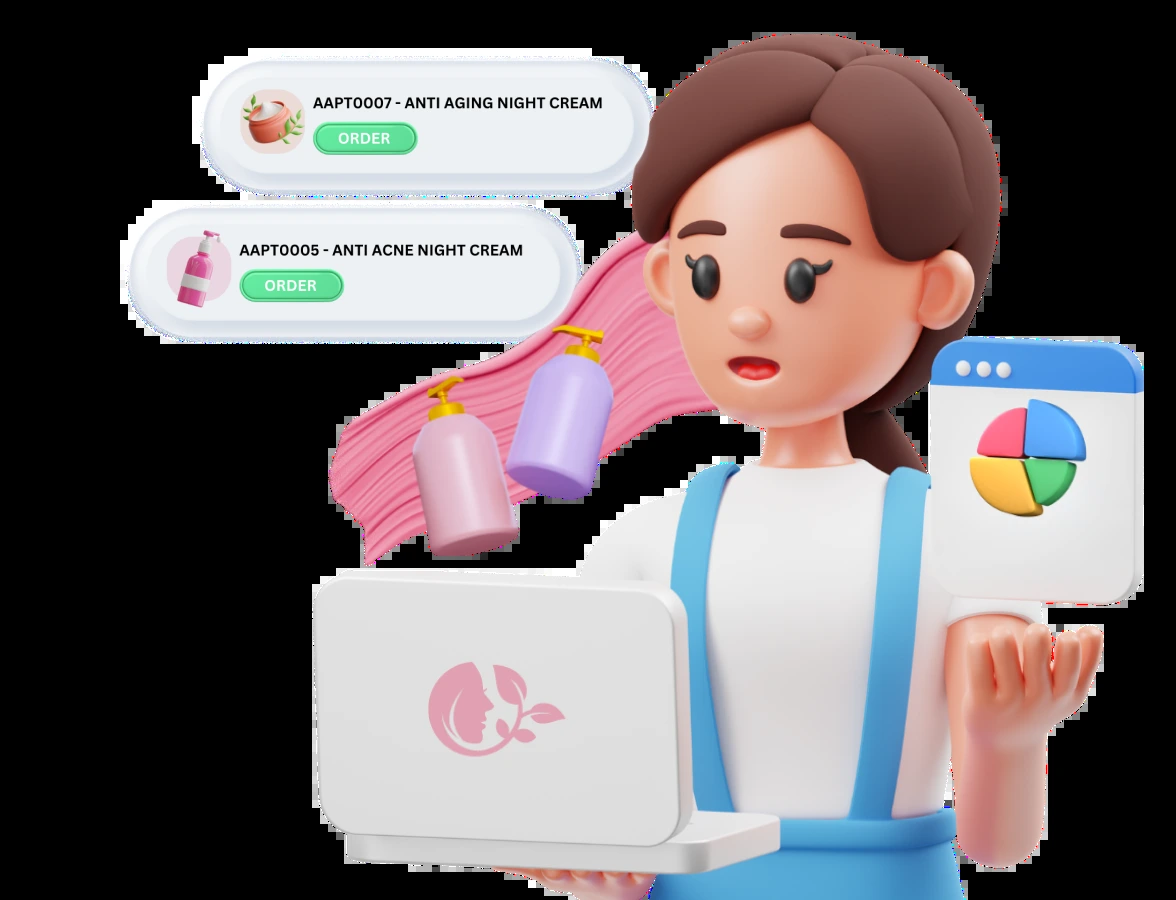 AAPT0007 - ANTI AGING NIGHT CREAM
ORDER
AAPT0005 - ANTI ACNE NIGHT CREAM
ORDER